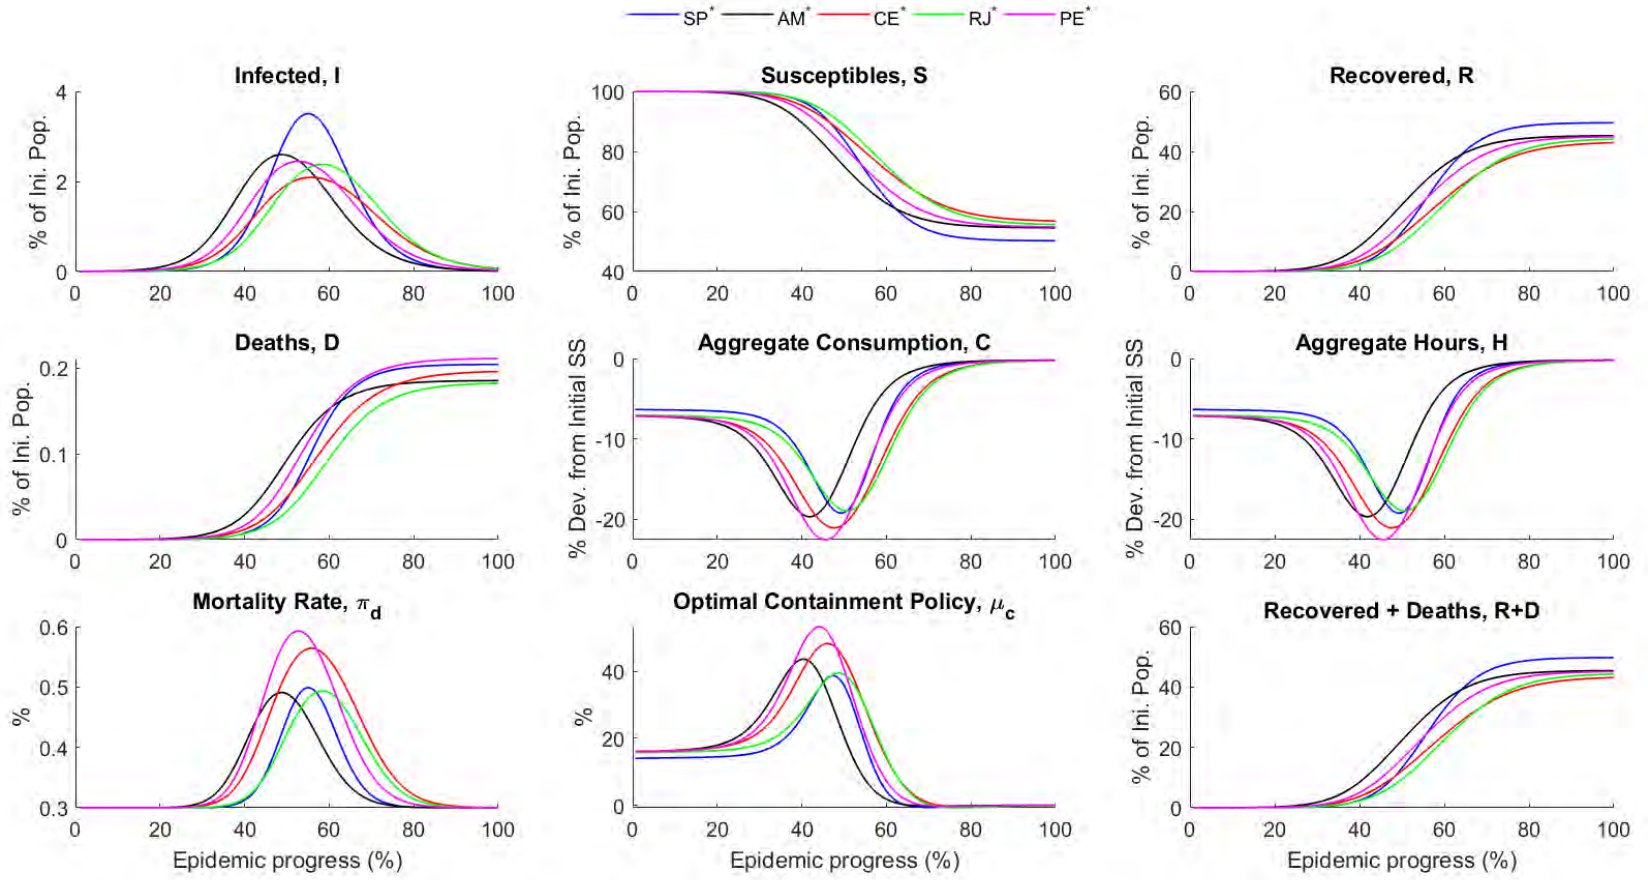 SP* AM* CE* RJ* PE*
Infected, I
% of Ini. Pop.
4
2
0
0 20 40 60 80 100
Susceptibles, S
% of Ini. Pop.
100
80
60
40
0 20 40 60 80 100
Recovered, R
% of Ini. Pop.
60
40
20
0
0 20 40 60 80 100
Deaths, D
% of Ini. Pop.
0.2
0.1
0
0 20 40 60 80 100
Aggregate Consumption, C
% Dev. from Initial SS
0
-10
-20
0 20 40 60 80 100
Aggregate Hours, H
% Dev. from Initial SS
0
-10
-20
0 20 40 60 80 100
Mortality Rate, π_d
%
0.6
0.5
0.4
0.3
0 20 40 60 80 100
Epidemic progress (%)
Optimal Containment Policy, μ_c
%
40
20
0
0 20 40 60 80 100
Epidemic progress (%)
Recovered + Deaths, R+D
% of Ini. Pop.
60
40
20
0
0 20 40 60 80 100
Epidemic progress (%)